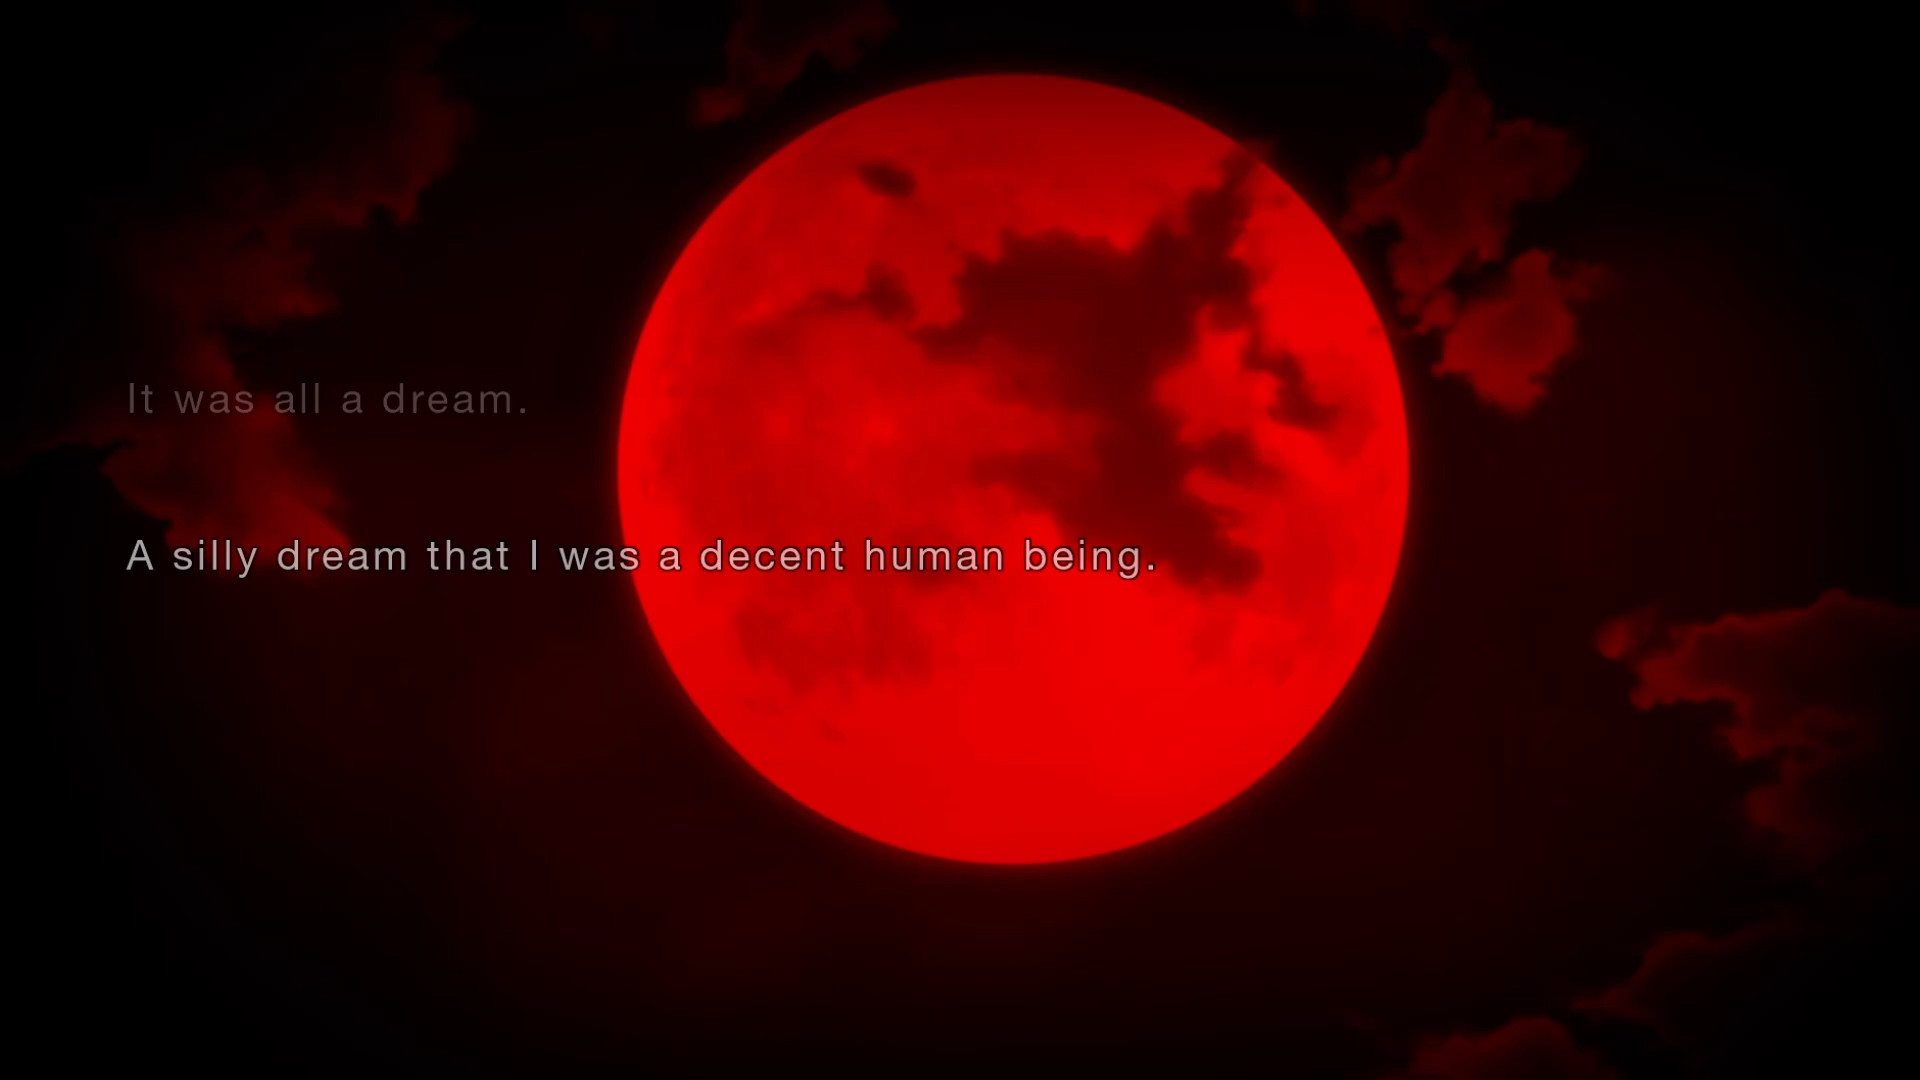 It was all a dream.
A silly dream that I was a decent human being.